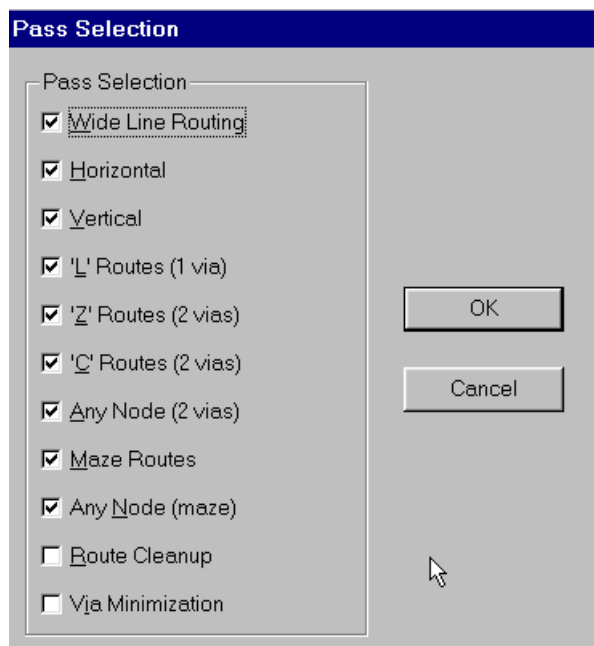 Pass Selection
Pass Selection
Wide Line Routing
Horizontal
Vertical
'L' Routes (1 via)
'Z' Routes (2 vias)
'C' Routes (2 vias)
Any Node (2 vias)
Maze Routes
Any Node (maze)
Route Cleanup
Via Minimization
OK
Cancel